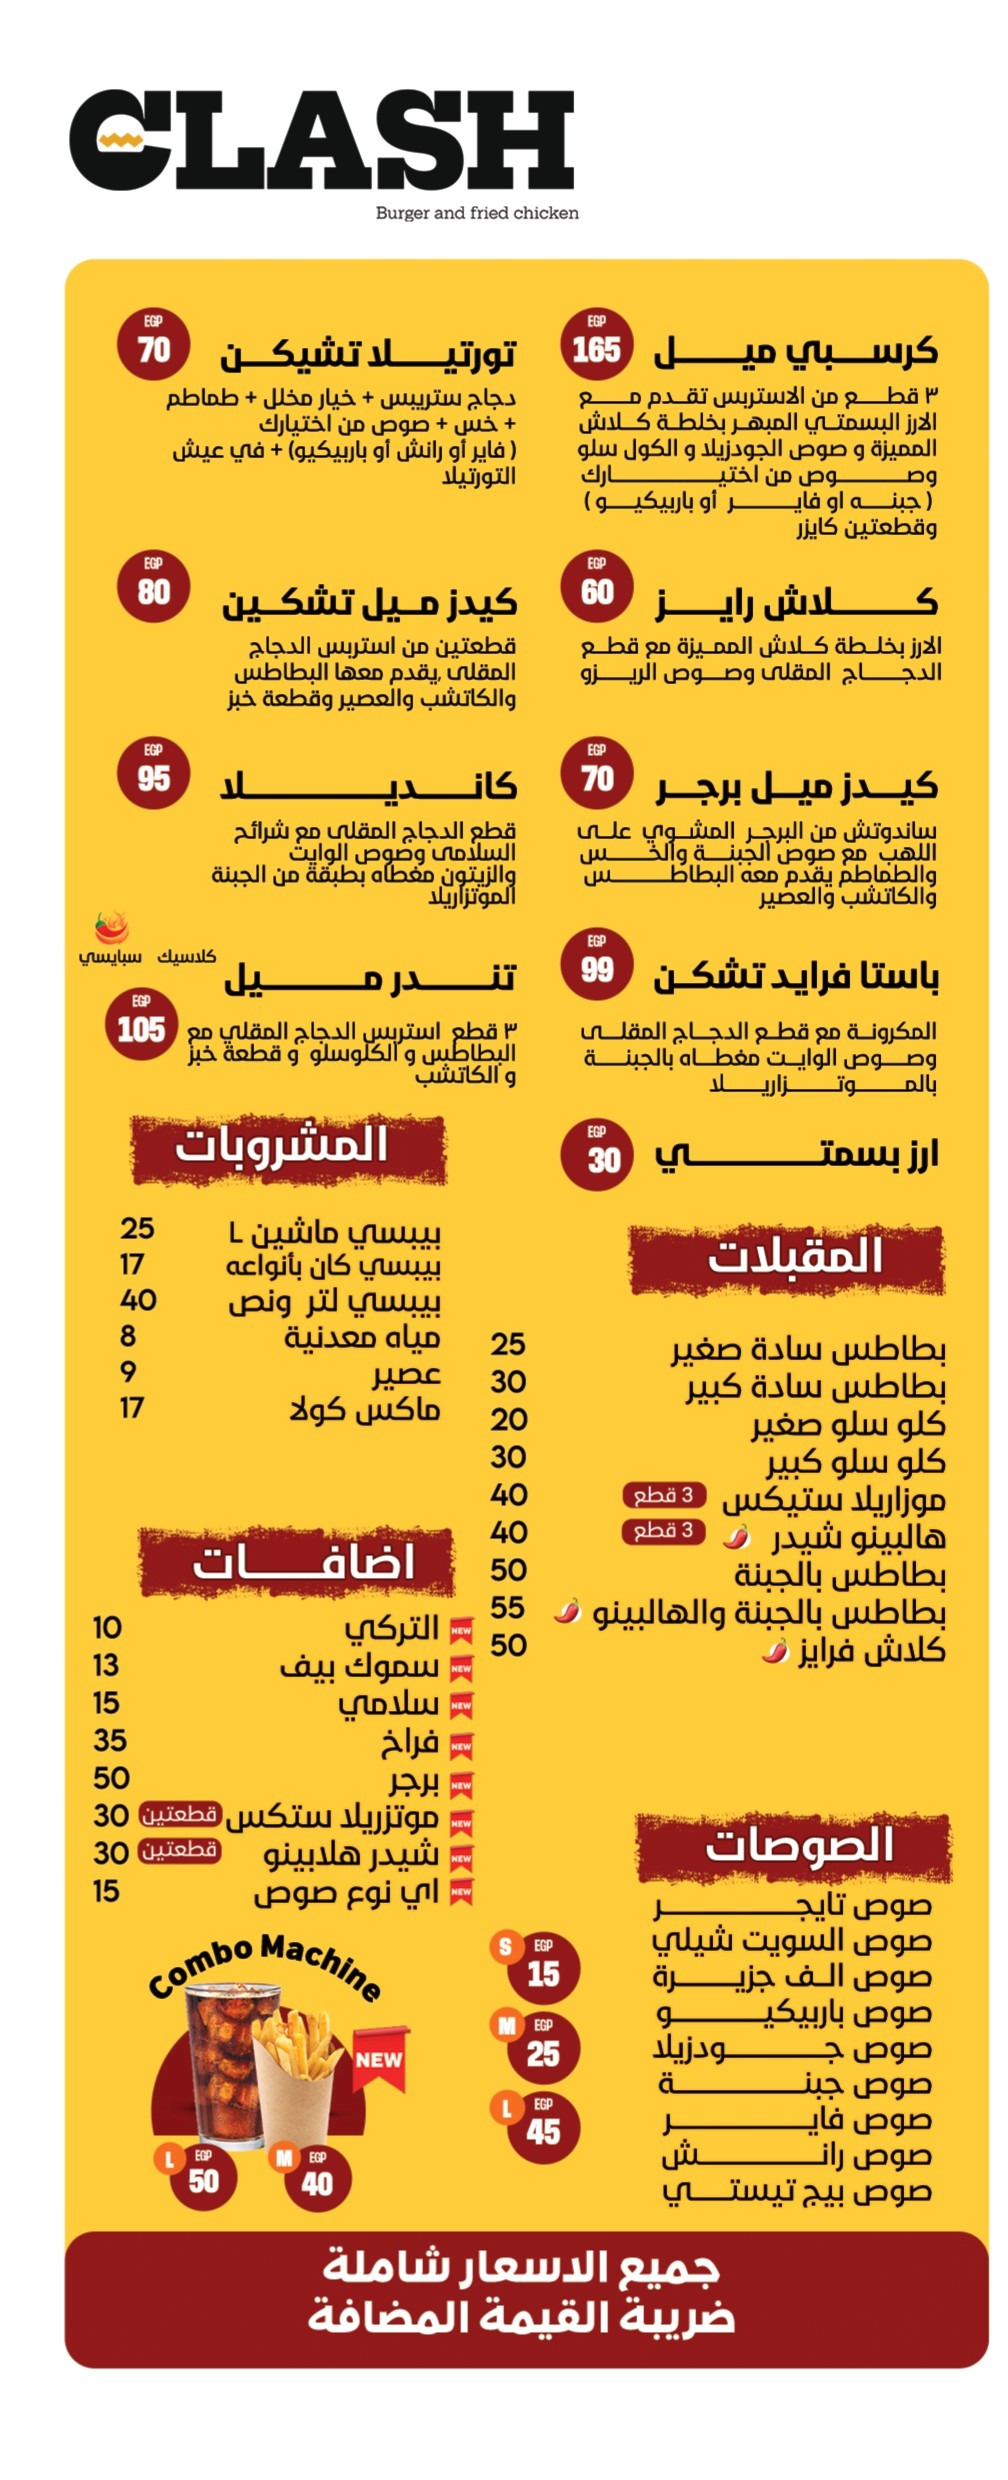 CLASH
Burger and fried chicken
كرسبي ميل
EGP
165
٣ قطع من الاستربس تقدم مع
الارز البسمتي المبهر بخلطة كلاش
المميزة و صوص الجودزيلا و الكول سلو
وصوص من اختيارك
( جبنه او فاير أو باربيكيو )
وقطعتين كايزر
كلاش رايز
EGP
60
الارز بخلطة كلاش المميزة مع قطع
الدجاج المقلى وصوص الريزو
كيدز ميل برجر
EGP
70
ساندوتش من البرجر المشوي على
اللهب مع صوص الجبنة والخس
والطماطم يقدم معه البطاطس
والكاتشب والعصير
باستا فرايد تشكن
EGP
99
المكرونة مع قطع الدجاج المقلى
وصوص الوايت مغطاه بالجبنة
بالموتزاريلا
ارز بسمتي
EGP
30
المقبلات
بطاطس سادة صغير 25
بطاطس سادة كبير 30
كلو سلو صغير 20
كلو سلو كبير 30
موزاريلا ستيكس 3 قطع 40
هالبينو شيدر 3 قطع 40
بطاطس بالجبنة 50
بطاطس بالجبنة والهالبينو 55
كلاش فرايز 50
الصوصات
صوص تايجر
صوص السويت شيلي
صوص الف جزيرة
صوص باربيكيو
صوص جودزيلا
صوص جبنة
صوص فاير
صوص رانش
صوص بيج تيستي
S EGP
15
M EGP
25
L EGP
45
تورتيلا تشيكن
EGP
70
دجاج ستريبس + خيار مخلل + طماطم
+ خس + صوص من اختيارك
( فاير أو رانش أو باربيكيو) + في عيش
التورتيلا
كيدز ميل تشكين
EGP
80
قطعتين من استربس الدجاج
المقلى ,يقدم معها البطاطس
والكاتشب والعصير وقطعة خبز
كانديلا
EGP
95
قطع الدجاج المقلى مع شرائح
السلامى وصوص الوايت
والزيتون مغطاه بطبقة من الجبنة
الموتزاريلا
كلاسيك سبايسي
تندر ميل
EGP
105
٣ قطع استربس الدجاج المقلي مع
البطاطس و الكلوسلو و قطعة خبز
و الكاتشب
المشروبات
بيبسي ماشين L 25
بيبسي كان بأنواعه 17
بيبسي لتر ونص 40
مياه معدنية 8
عصير 9
ماكس كولا 17
اضافات
NEW التركي 10
NEW سموك بيف 13
NEW سلامي 15
NEW فراخ 35
NEW برجر 50
NEW موتزريلا ستكس قطعتين 30
NEW شيدر هلابينو قطعتين 30
NEW اي نوع صوص 15
Combo Machine
NEW
L EGP
50
M EGP
40
جميع الاسعار شاملة
ضريبة القيمة المضافة